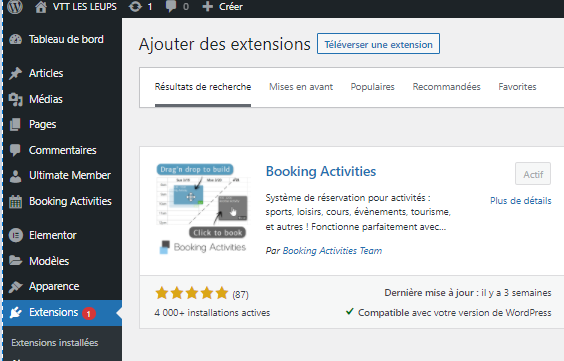 VTT LES LEUPS 1 0 + Créer
Tableau de bord
Articles
Médias
Pages
Commentaires
Ultimate Member
Booking Activities
Elementor
Modèles
Apparence
Extensions 1
Extensions installées
Ajouter des extensions Téléverser une extension
Résultats de recherche Mises en avant Populaires Recommandées Favorites
Drag'n drop to build
Click to book
Booking Activities
Booking Activities
Actif
Système de réservation pour activités :
sports, loisirs, cours, évènements, tourisme,
et autres ! Fonctionne parfaitement avec...
Plus de détails
Par Booking Activities Team
(87)
4 000+ installations actives
Dernière mise à jour : il y a 3 semaines
Compatible avec votre version de WordPress